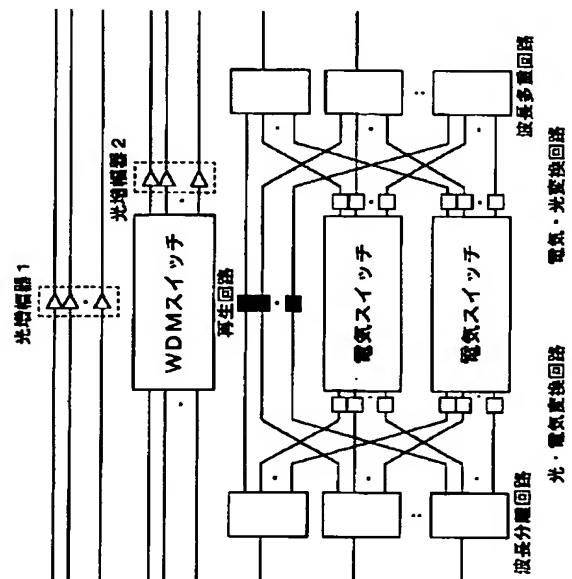 光増幅器1
光増幅器2
WDMスイッチ
再生回路
電気スイッチ
電気スイッチ
波長分離回路
光・電気変換回路
電気・光変換回路
波長多重回路